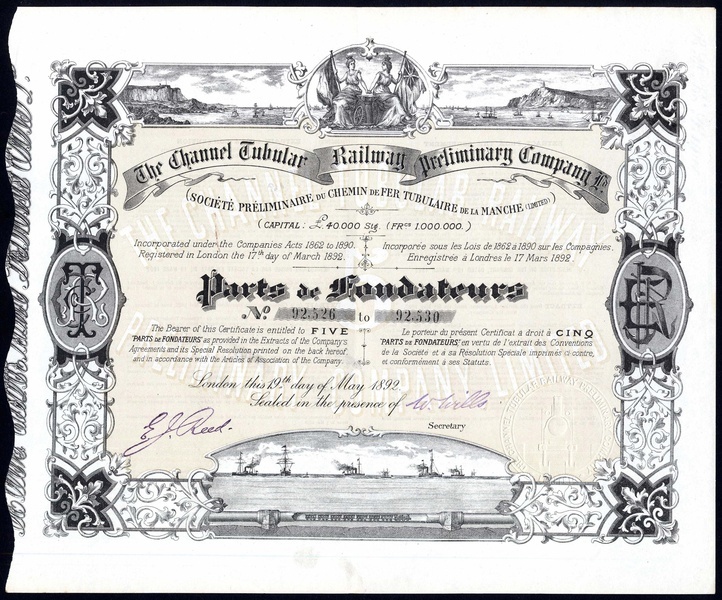 The Channel Tubular Railway Preliminary Company Ld
(SOCIÉTÉ PRÉLIMINAIRE DU CHEMIN DE FER TUBULAIRE DE LA MANCHE (LIMITED)
(CAPITAL: £40.000 Stg. (FRCS 1.000.000.)
Incorporated under the Companies Acts 1862 to 1890.
Registered in London the 17th day of March 1892.
Incorporée sous les Lois de 1862 à 1890 sur les Compagnies.
Enregistrée à Londres le 17 Mars 1892.
Parts de Fondateurs
No 92.526 to 92.530
The Bearer of this Certificate is entitled to FIVE
"PARTS DE FONDATEURS" as provided in the Extracts of the Company's
Agreements and its Special Resolution printed on the back hereof,
and in accordance with the Articles of Association of the Company.
Le porteur du présent Certificat a droit à CINQ
"PARTS DE FONDATEURS," en vertu de l'extrait des Conventions
de la Société et a sa Résolution Spéciale imprimés ci contre,
et conformément à ses Statuts.
London this 19th day of May 1892.
Sealed in the presence of W. Wills.
Secretary
E. J. Reed.